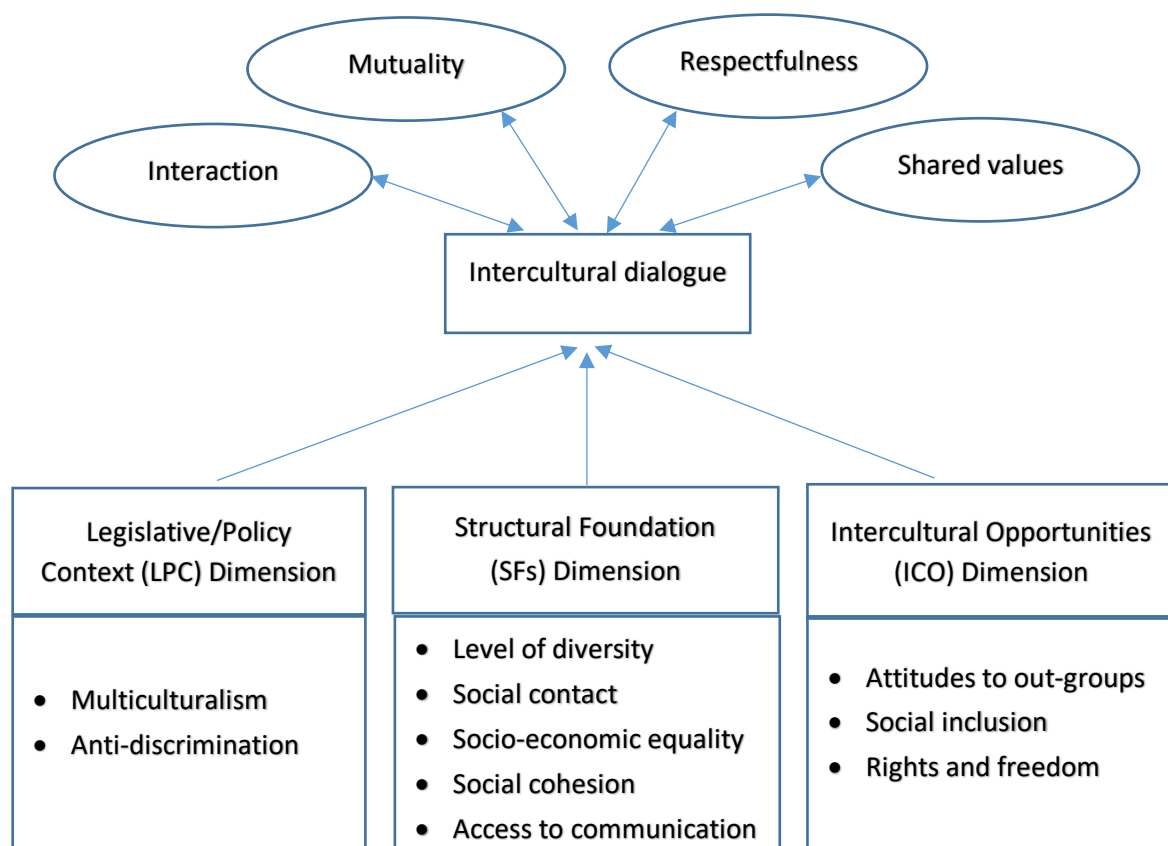 Mutuality
Respectfulness
Interaction
Shared values
Intercultural dialogue
Legislative/Policy
Context (LPC) Dimension
Structural Foundation
(SFs) Dimension
Intercultural Opportunities
(ICO) Dimension
• Multiculturalism
• Anti-discrimination
• Level of diversity
• Social contact
• Socio-economic equality
• Social cohesion
• Access to communication
• Attitudes to out-groups
• Social inclusion
• Rights and freedom